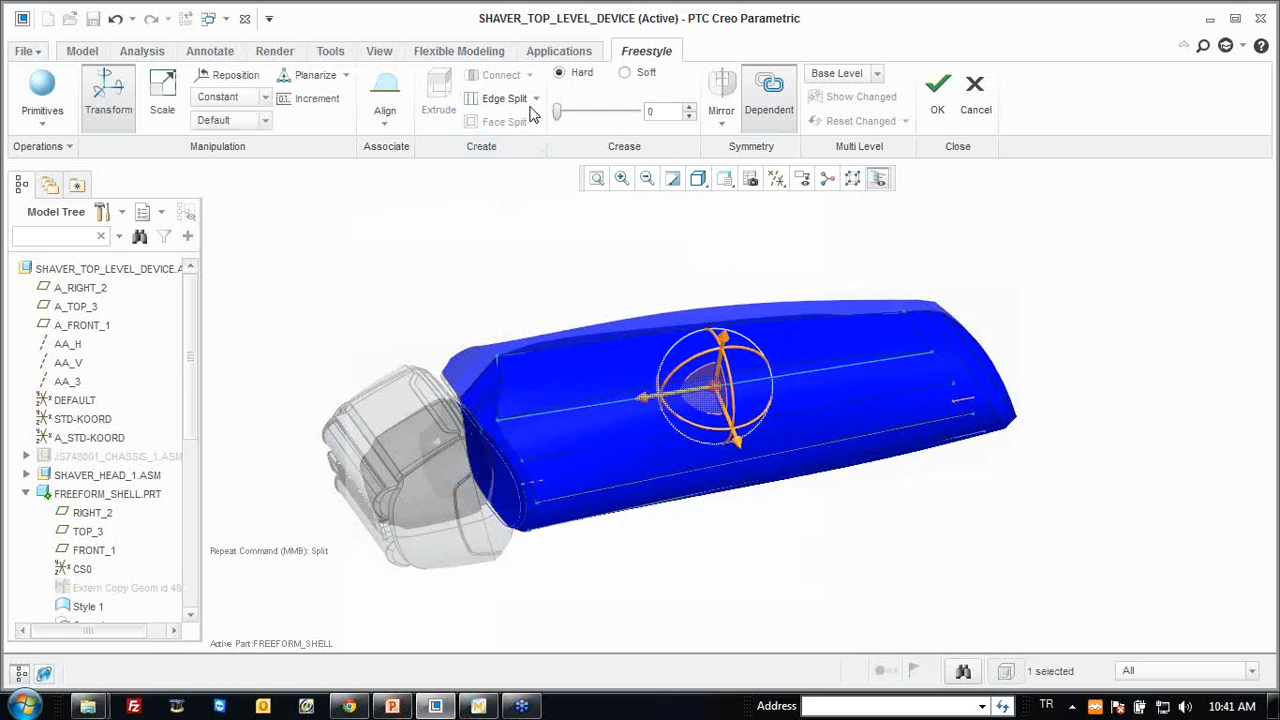 SHAVER_TOP_LEVEL_DEVICE (Active) - PTC Creo Parametric
File Model Analysis Annotate Render Tools View Flexible Modeling Applications Freestyle
Primitives Transform Scale Reposition Planarize
Constant Increment
Default
Align Extrude Connect
Edge Split
Face Split
Hard Soft
0
Mirror Dependent
Base Level
Show Changed
Reset Changed
OK Cancel
Operations Manipulation Associate Create Crease Symmetry Multi Level Close
Model Tree
SHAVER_TOP_LEVEL_DEVICE.A
A_RIGHT_2
A_TOP_3
A_FRONT_1
AA_H
AA_V
AA_3
DEFAULT
STD-KOORD
A_STD-KOORD
JS748001_CHASSIS_1.ASM
SHAVER_HEAD_1.ASM
FREEFORM_SHELL.PRT
RIGHT_2
TOP_3
FRONT_1
CS0
Extern Copy Geom id 48
Style 1
Repeat Command (MMB): Split
Active Part:FREEFORM_SHELL
1 selected
All
Address
TR
10:41 AM